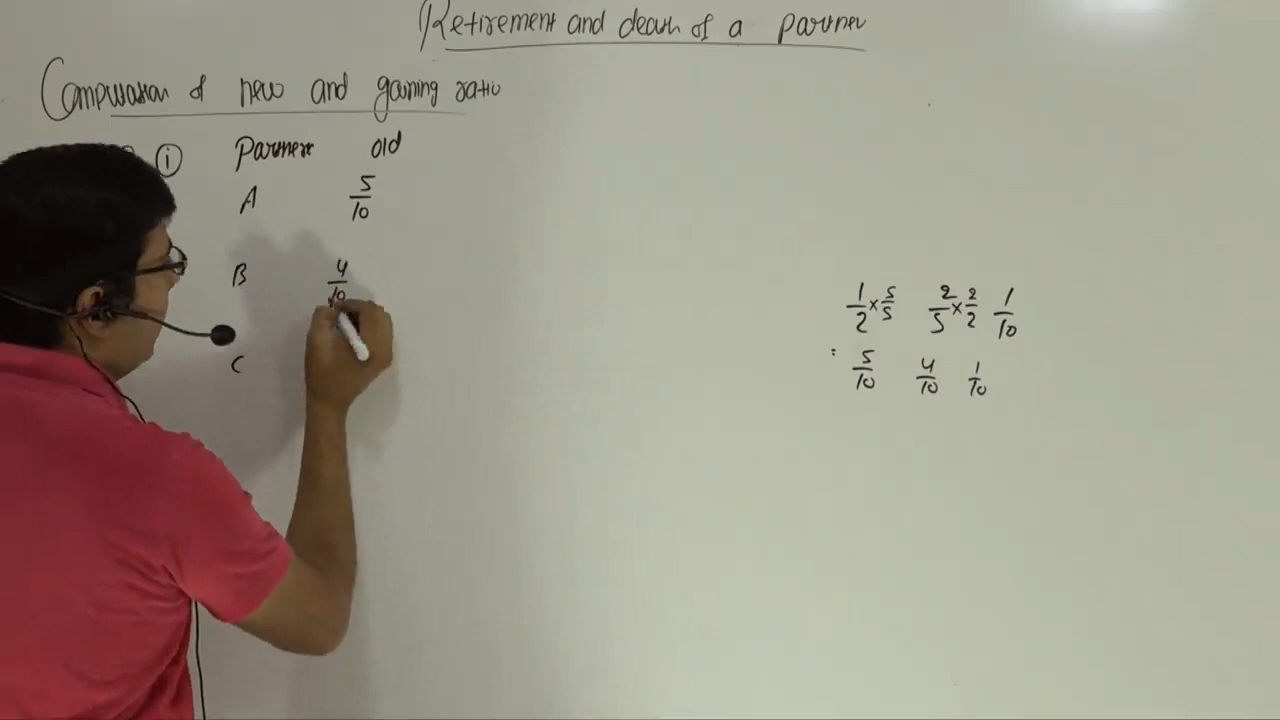 Retirement and death of a partner
Computation of new and gaining ratio
i Partners old
A 5/10
B 4/10
C
1/2 × 5/5 2/5 × 2/2 1/10
= 5/10 4/10 1/10